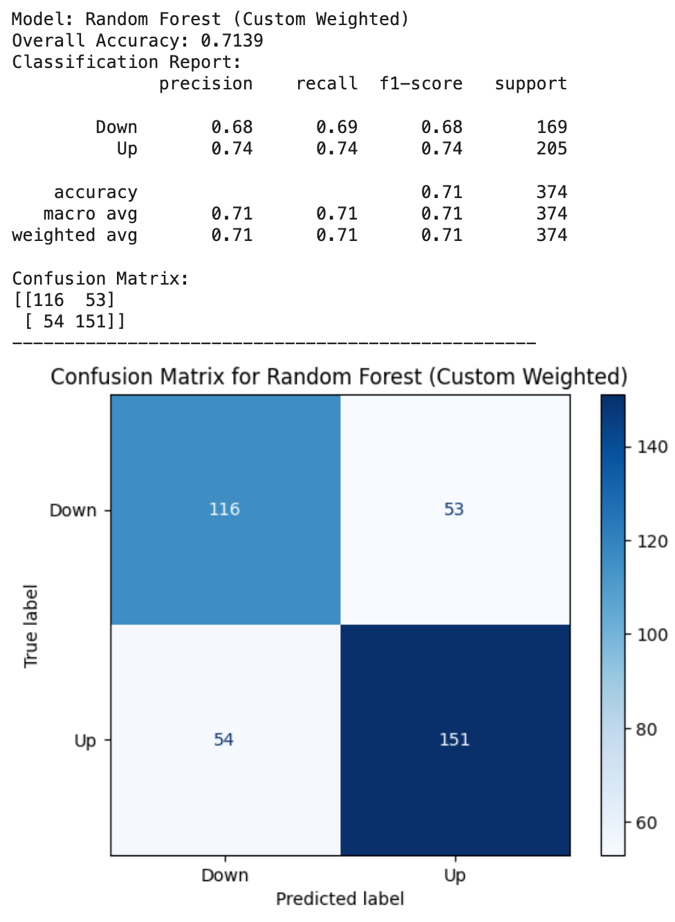 Model: Random Forest (Custom Weighted)
Overall Accuracy: 0.7139
Classification Report:
precision recall f1-score support
Down 0.68 0.69 0.68 169
Up 0.74 0.74 0.74 205
accuracy 0.71 374
macro avg 0.71 0.71 0.71 374
weighted avg 0.71 0.71 0.71 374
Confusion Matrix:
[[116 53]
[ 54 151]]
--------------------------------------------------
Confusion Matrix for Random Forest (Custom Weighted)
True label
Down
116
53
Up
54
151
Down
Up
Predicted label
140
120
100
80
60